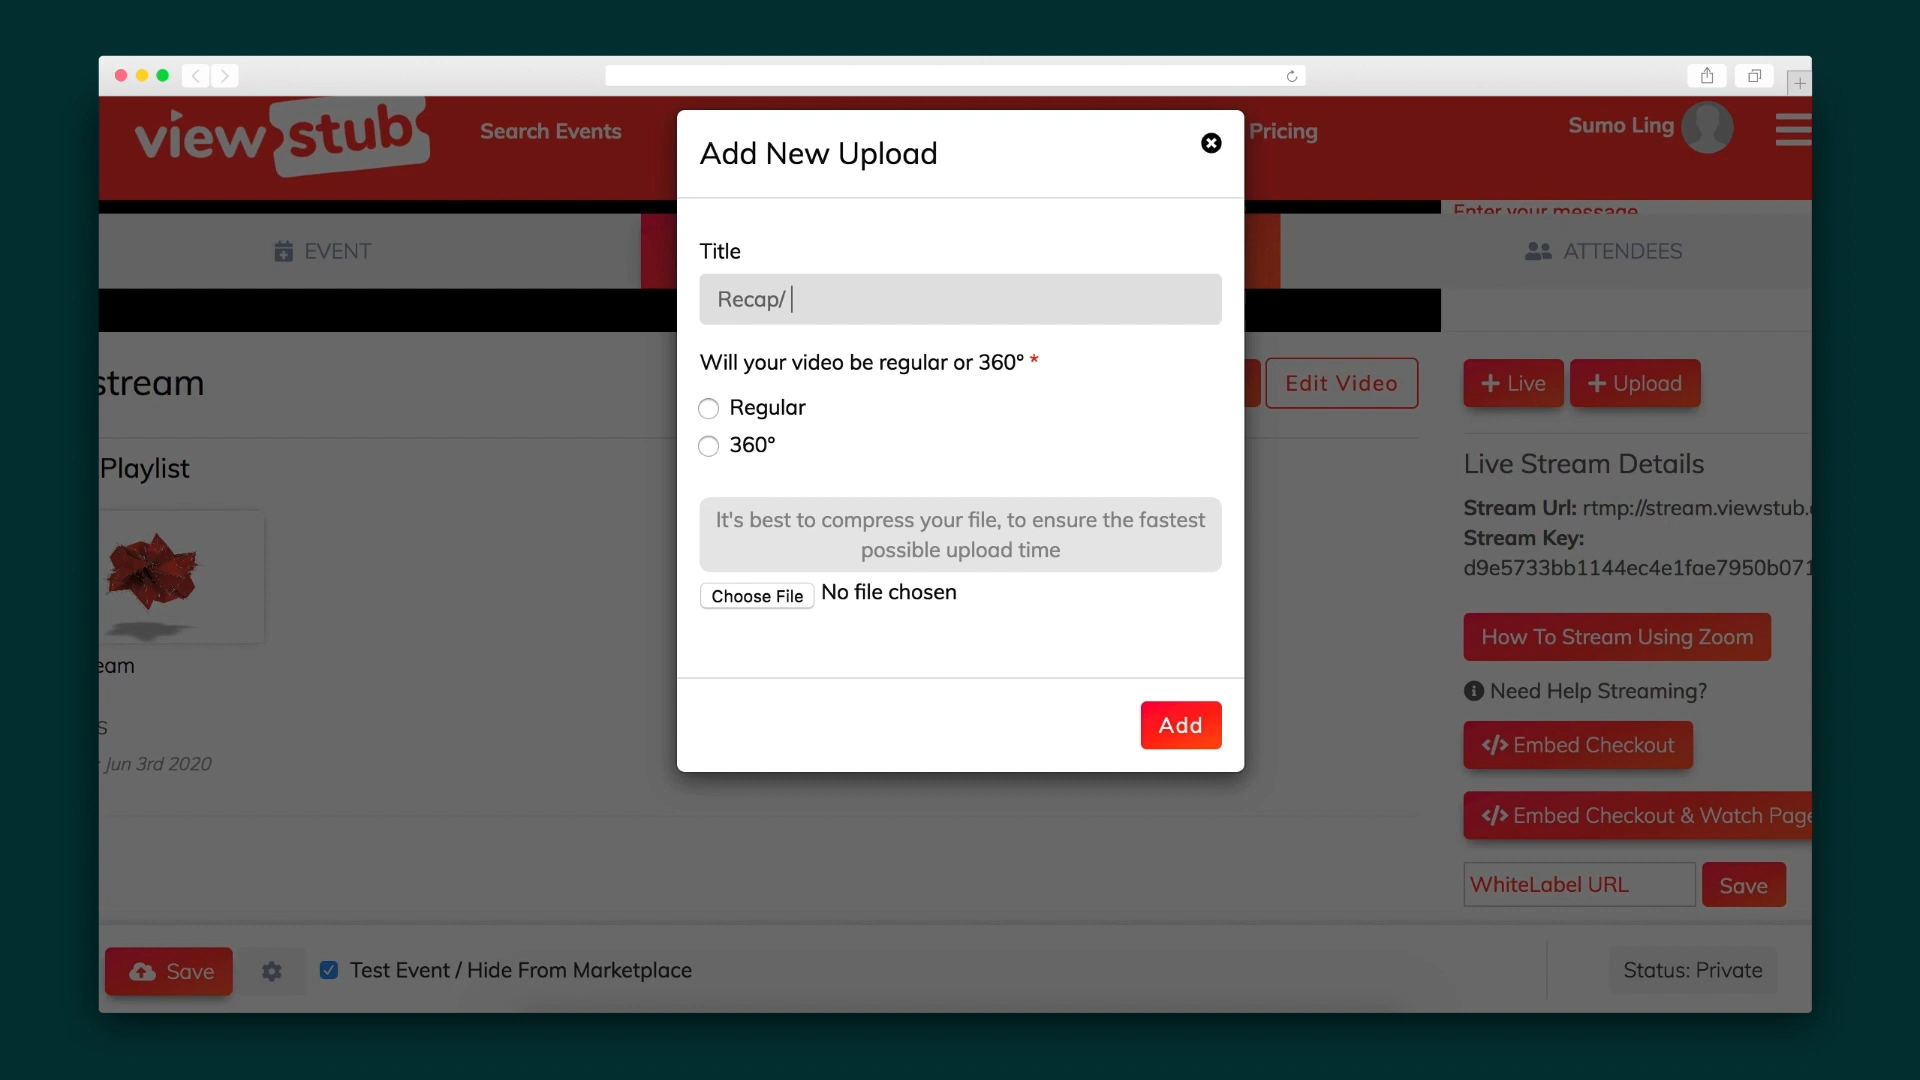 view stub
Search Events
Pricing
Sumo Ling
Add New Upload
Enter your message
EVENT
ATTENDEES
Title
Recap/
Will your video be regular or 360° *
Regular
360°
It's best to compress your file, to ensure the fastest
possible upload time
Choose File No file chosen
Add
stream
Edit Video
Playlist
eam
s
Jun 3rd 2020
+ Live
+ Upload
Live Stream Details
Stream Url: rtmp://stream.viewstub.
Stream Key:
d9e5733bb1144ec4e1fae7950b071
How To Stream Using Zoom
Need Help Streaming?
</> Embed Checkout
</> Embed Checkout & Watch Page
WhiteLabel URL
Save
Save
Test Event / Hide From Marketplace
Status: Private